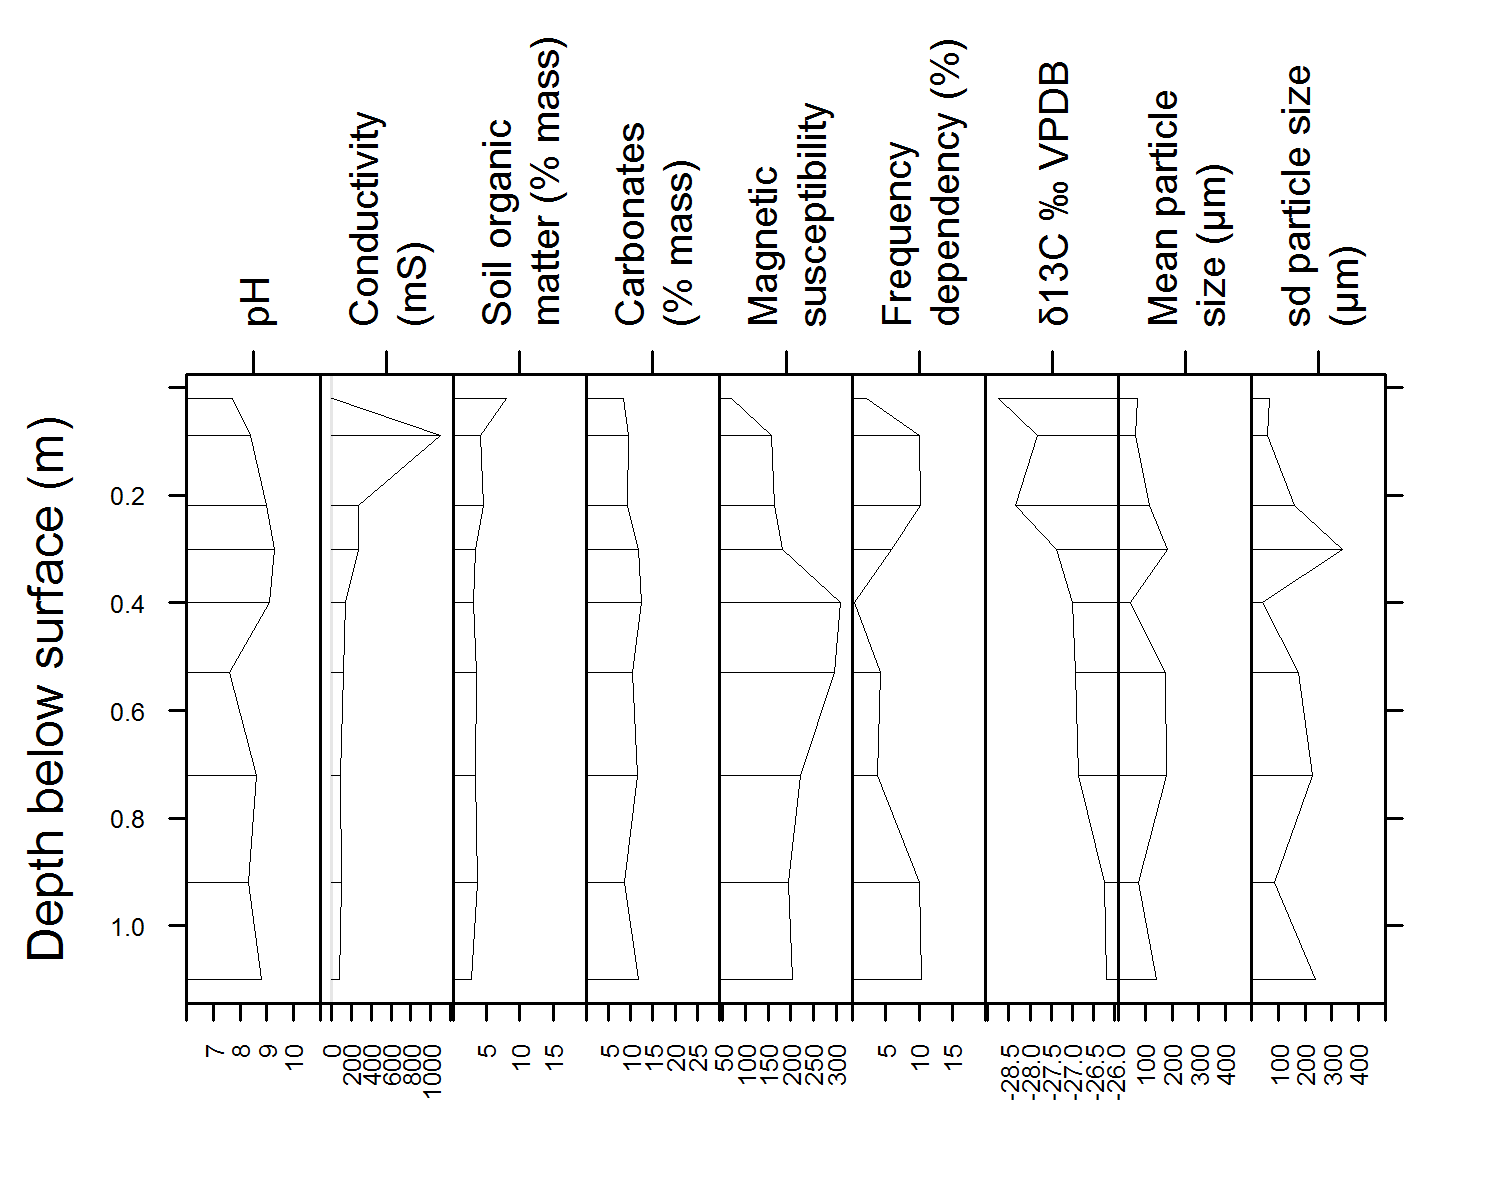 pH
Conductivity
(mS)
Soil organic
matter (% mass)
Carbonates
(% mass)
Magnetic
susceptibility
Frequency
dependency (%)
δ13C ‰ VPDB
Mean particle
size (μm)
sd particle size
(μm)
Depth below surface (m)
0.2
0.4
0.6
0.8
1.0
7 8 9 10
0 200 400 600 800 1000
5 10 15
5 10 15 20 25
50 100 150 200 250 300
5 10 15
-28.5 -28.0 -27.5 -27.0 -26.5 -26.0
100 200 300 400
100 200 300 400